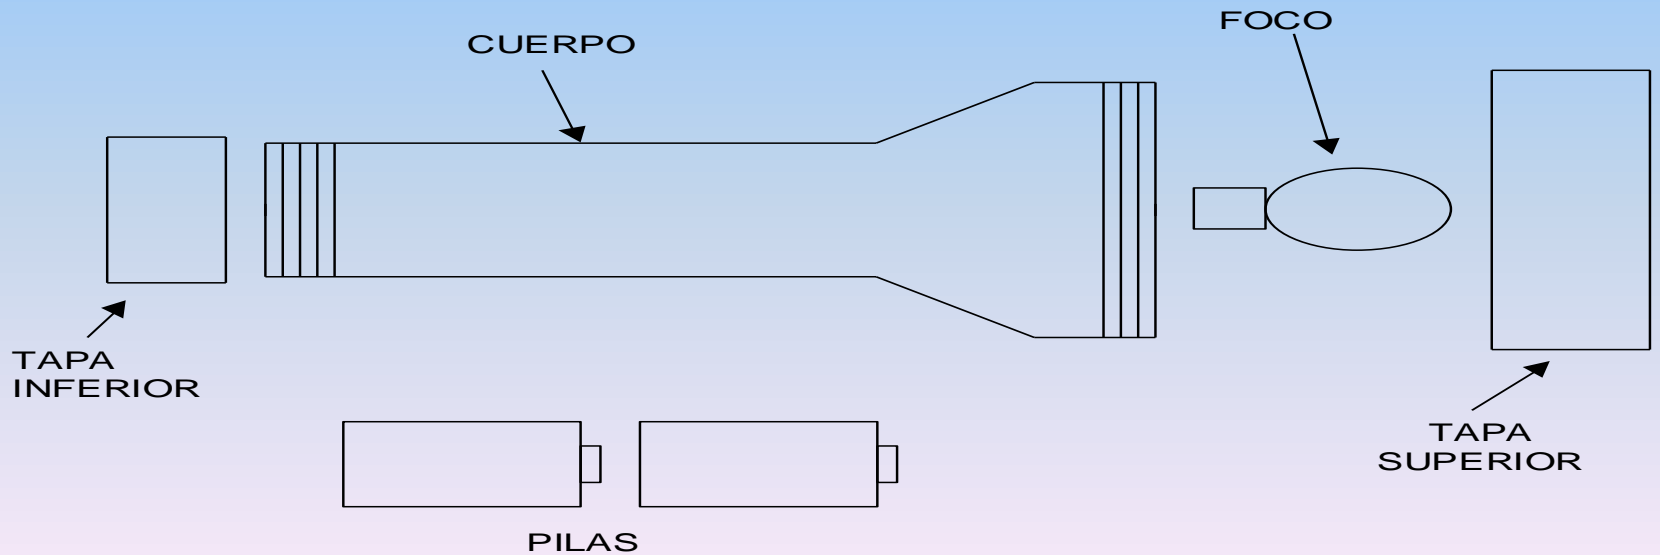 FOCO
CUERPO
TAPA
INFERIOR
TAPA
SUPERIOR
PILAS